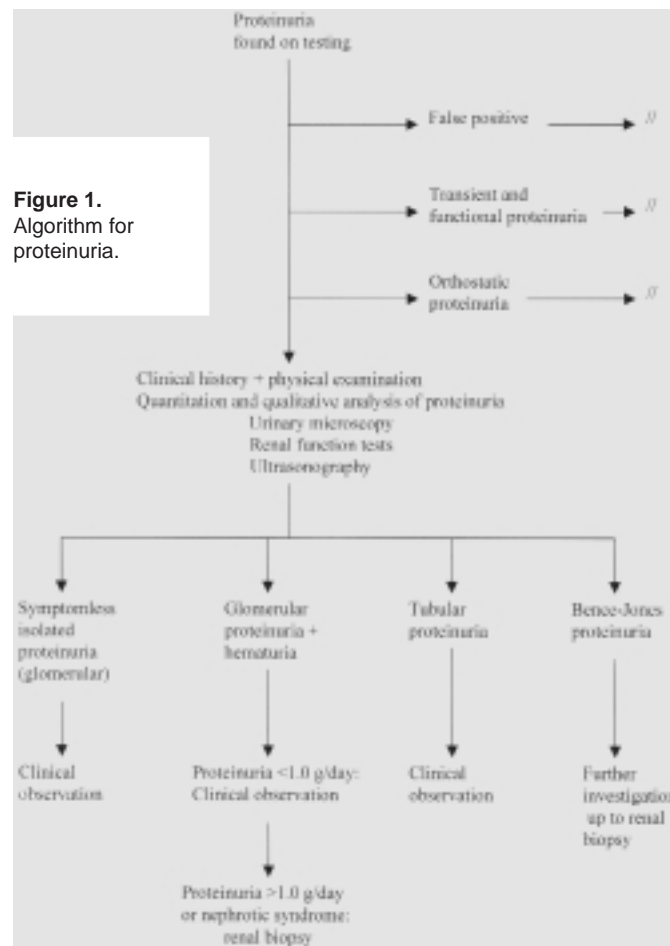 Proteinuria
found on testing
False positive //
Figure 1.
Algorithm for
proteinuria.
Transient and
functional proteinuria //
Orthostatic
proteinuria //
Clinical history + physical examination
Quantitation and qualitative analysis of proteinuria
Urinary microscopy
Renal function tests
Ultrasonography
Symptomless
isolated
proteinuria
(glomerular)
Glomerular
proteinuria +
hematuria
Tubular
proteinuria
Bence-Jones
proteinuria
Clinical
observation
Proteinuria <1.0 g/day:
Clinical observation
Clinical
observation
Further
investigation
up to renal
biopsy
Proteinuria >1.0 g/day
or nephrotic syndrome:
renal biopsy